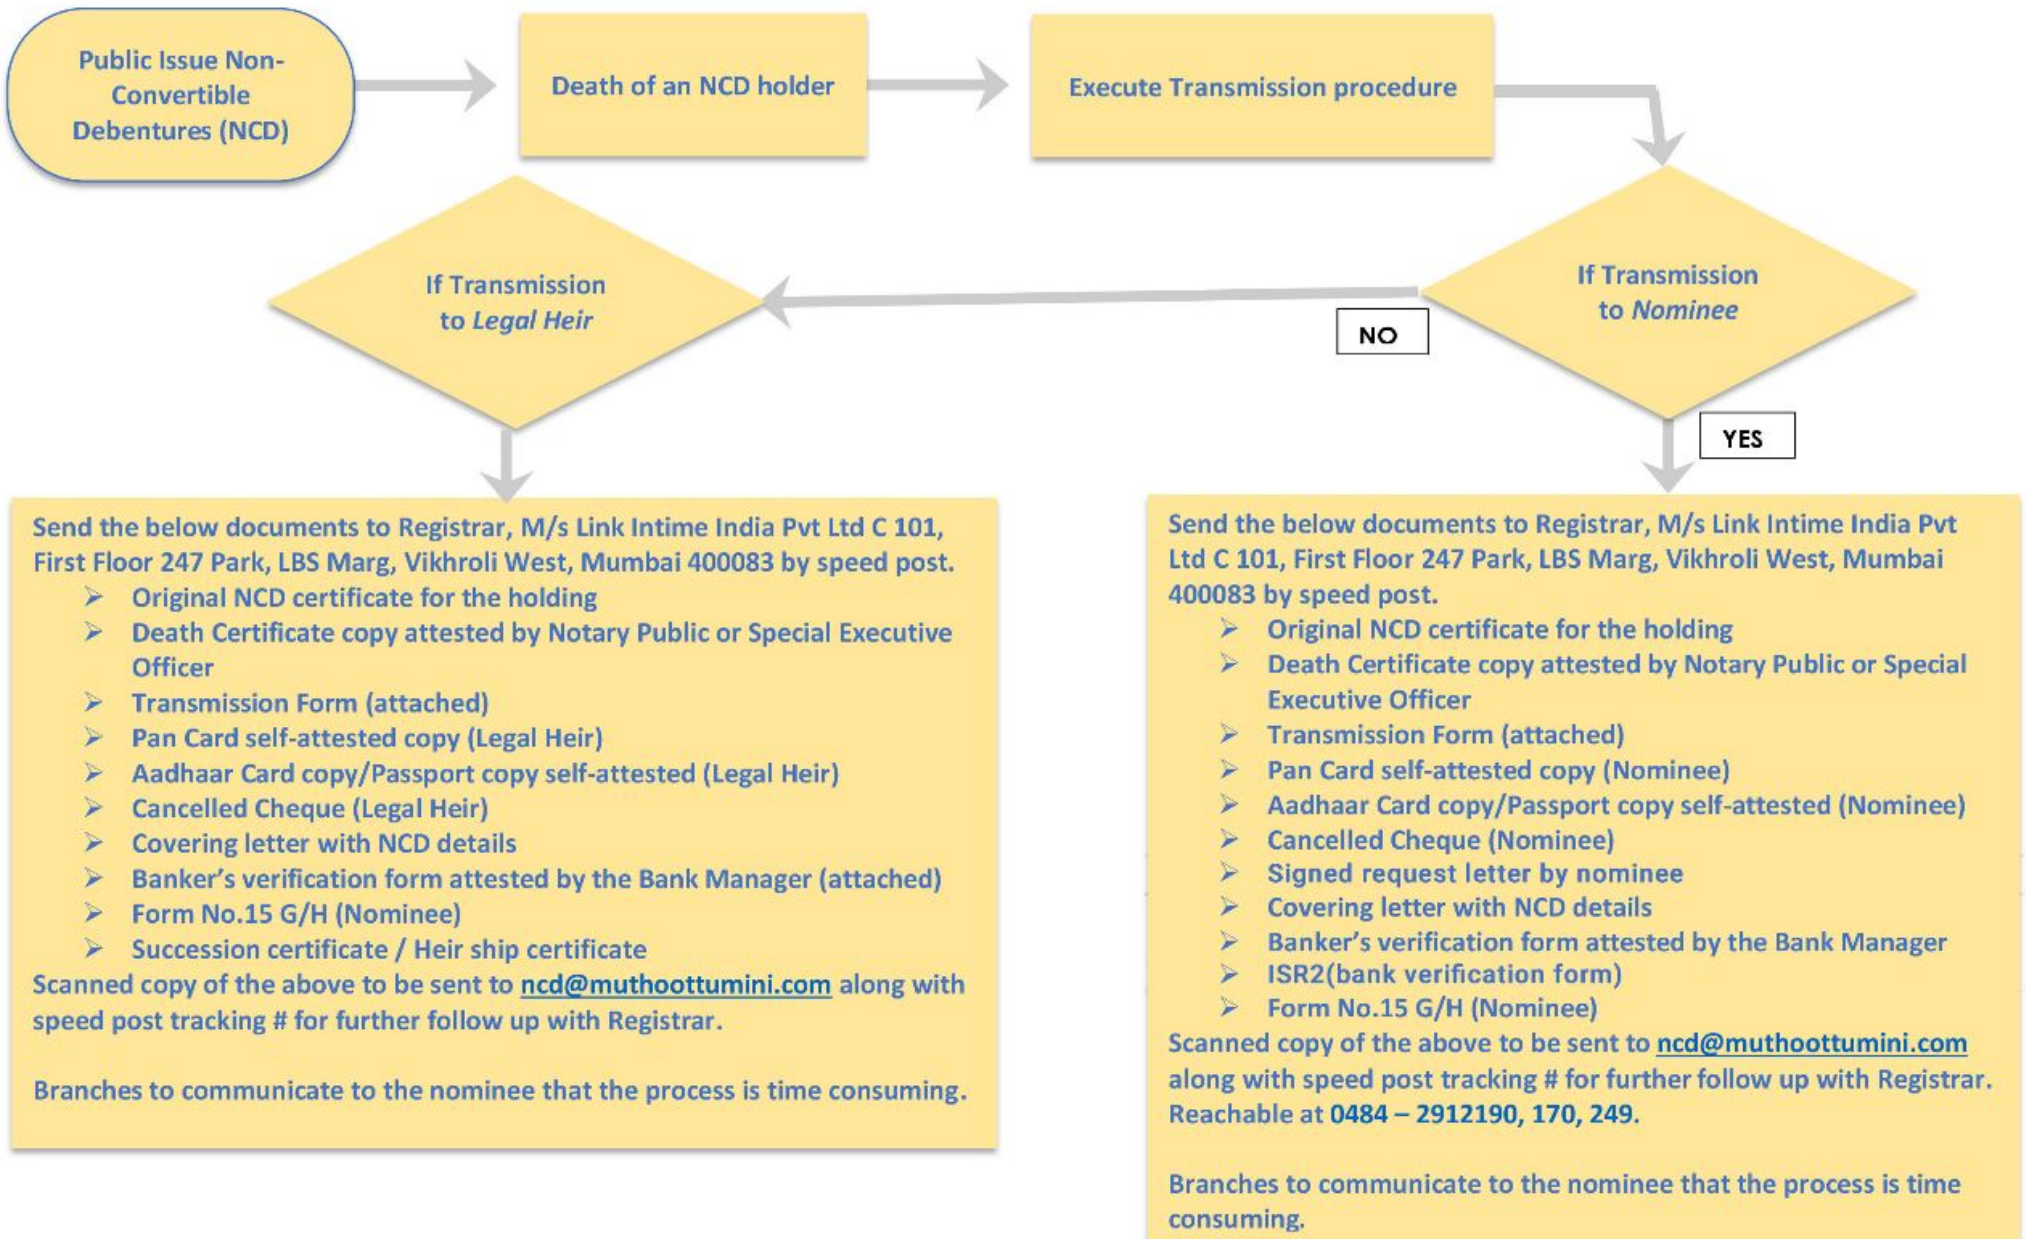 Public Issue Non-
Convertible
Debentures (NCD)
Death of an NCD holder
Execute Transmission procedure
If Transmission
to Nominee
NO
YES
If Transmission
to Legal Heir
Send the below documents to Registrar, M/s Link Intime India Pvt Ltd C 101,
First Floor 247 Park, LBS Marg, Vikhroli West, Mumbai 400083 by speed post.
➢ Original NCD certificate for the holding
➢ Death Certificate copy attested by Notary Public or Special Executive
Officer
➢ Transmission Form (attached)
➢ Pan Card self-attested copy (Legal Heir)
➢ Aadhaar Card copy/Passport copy self-attested (Legal Heir)
➢ Cancelled Cheque (Legal Heir)
➢ Covering letter with NCD details
➢ Banker's verification form attested by the Bank Manager (attached)
➢ Form No.15 G/H (Nominee)
➢ Succession certificate / Heir ship certificate
Scanned copy of the above to be sent to ncd@muthoottumini.com along with
speed post tracking # for further follow up with Registrar.
Branches to communicate to the nominee that the process is time consuming.
Send the below documents to Registrar, M/s Link Intime India Pvt
Ltd C 101, First Floor 247 Park, LBS Marg, Vikhroli West, Mumbai
400083 by speed post.
➢ Original NCD certificate for the holding
➢ Death Certificate copy attested by Notary Public or Special
Executive Officer
➢ Transmission Form (attached)
➢ Pan Card self-attested copy (Nominee)
➢ Aadhaar Card copy/Passport copy self-attested (Nominee)
➢ Cancelled Cheque (Nominee)
➢ Signed request letter by nominee
➢ Covering letter with NCD details
➢ Banker's verification form attested by the Bank Manager
➢ ISR2(bank verification form)
➢ Form No.15 G/H (Nominee)
Scanned copy of the above to be sent to ncd@muthoottumini.com
along with speed post tracking # for further follow up with Registrar.
Reachable at 0484 – 2912190, 170, 249.
Branches to communicate to the nominee that the process is time
consuming.